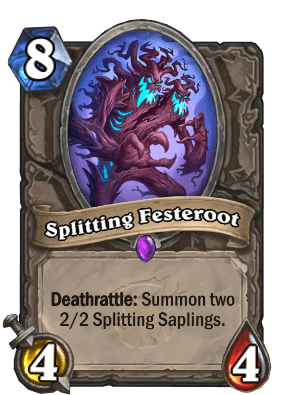 8
Splitting Festeroot
Deathrattle: Summon two
2/2 Splitting Saplings.
4 4